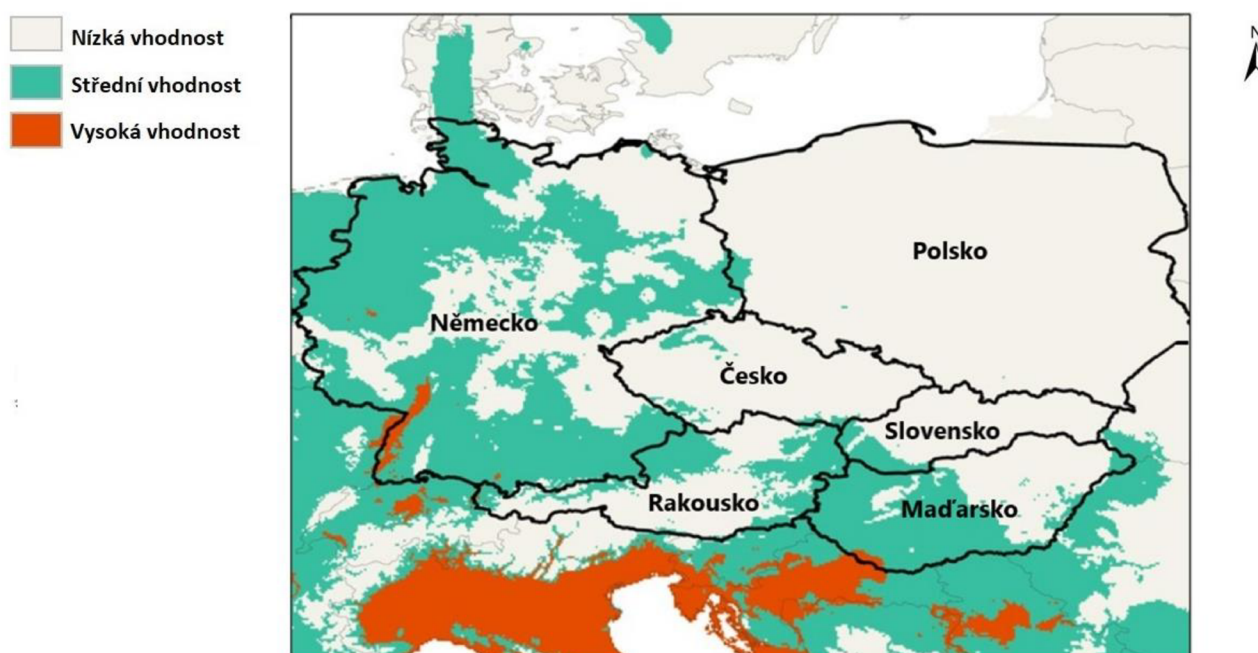 Nízká vhodnost
Střední vhodnost
Vysoká vhodnost
N
Polsko
Německo
Česko
Slovensko
Rakousko
Maďarsko